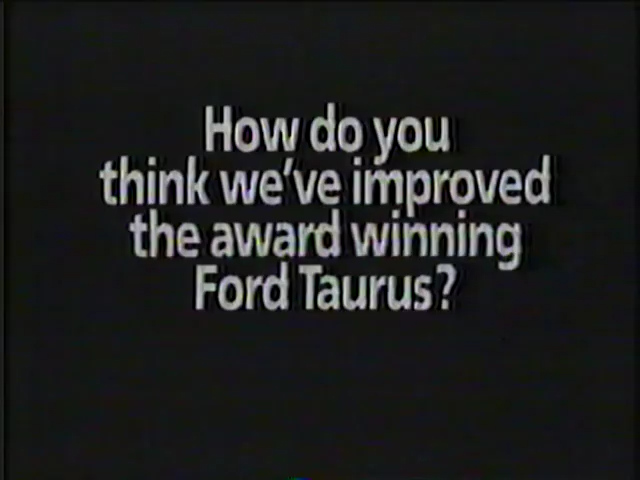 How do you
think we've improved
the award winning
Ford Taurus?